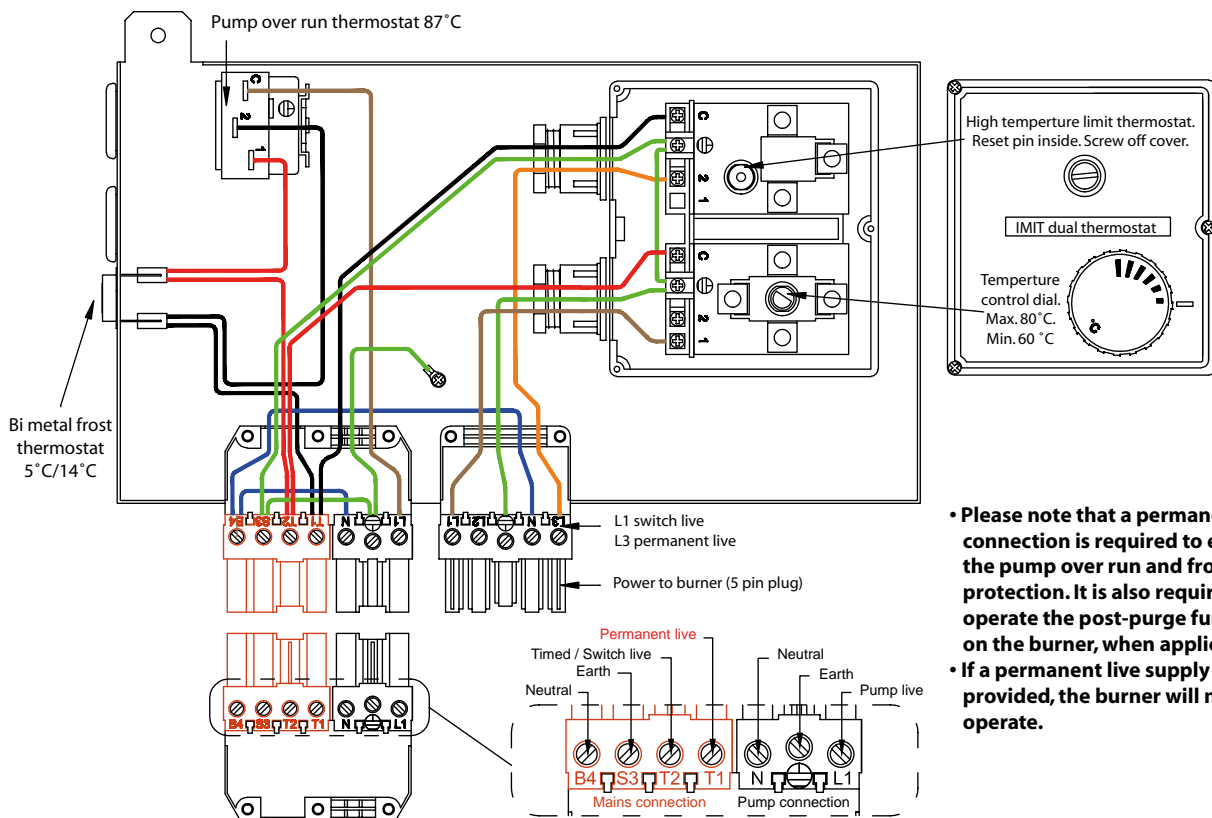 Pump over run thermostat 87˚C
C
2
1
C
2
1
C
2
1
High temperture limit thermostat.
Reset pin inside. Screw off cover.
IMIT dual thermostat
Temperture
control dial.
Max. 80˚C.
Min. 60 ˚C
˚C
Bi metal frost
thermostat
5˚C/14˚C
B4 S3 T2 T1 N L1
L1 L2 N L3
L1 switch live
L3 permanent live
Power to burner (5 pin plug)
• Please note that a permane
connection is required to e
the pump over run and fro
protection. It is also requir
operate the post-purge fu
on the burner, when applic
• If a permanent live supply
provided, the burner will n
operate.
B4 S3 T2 T1 N L1
Permanent live
Timed / Switch live
Earth
Neutral
Neutral
Earth
Pump live
B4 S3 T2 T1 N L1
Mains connection
Pump connection